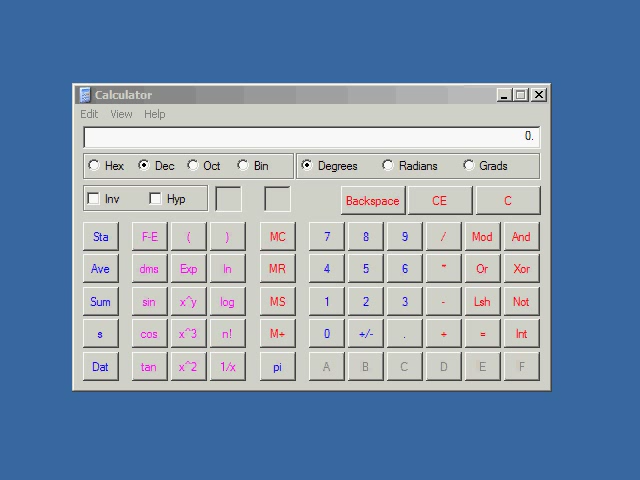 Calculator
Edit View Help
0.
Hex Dec Oct Bin Degrees Radians Grads
Inv Hyp Backspace CE C
Sta F-E ( ) MC 7 8 9 / Mod And
Ave dms Exp ln MR 4 5 6 * Or Xor
Sum sin x^y log MS 1 2 3 - Lsh Not
s cos x^3 n! M+ 0 +/- . + = Int
Dat tan x^2 1/x pi A B C D E F